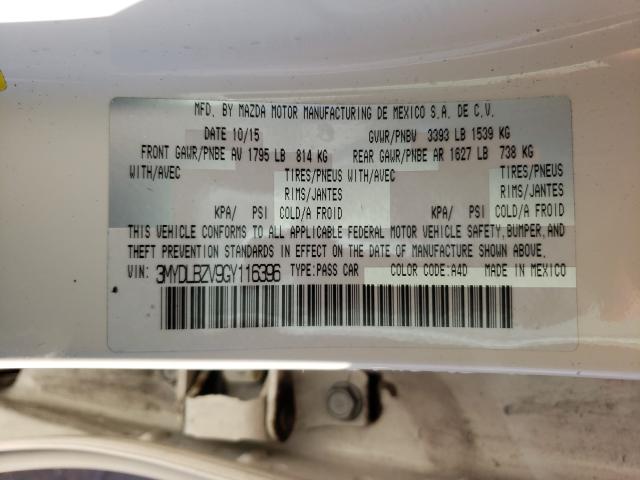 MFD. BY MAZDA MOTOR MANUFACTURING DE MEXICO S.A. DE C.V.
DATE 10/15 GVWR/PNBV 3393 LB 1539 KG
FRONT GAWR/PNBE AV 1795 LB 814 KG REAR GAWR/PNBE AR 1627 LB 738 KG
WITH/AVEC TIRES/PNEUS WITH/AVEC TIRES/PNEUS
RIMS/JANTES RIMS/JANTES
KPA/ PSI COLD/A FROID KPA/ PSI COLD/A FROID
THIS VEHICLE CONFORMS TO ALL APPLICABLE FEDERAL MOTOR VEHICLE SAFETY, BUMPER, AND
THEFT PREVENTION STANDARDS IN EFFECT ON THE DATE OF MANUFACTURE SHOWN ABOVE.
VIN: 3MYDLBZV9GY116396 TYPE:PASS CAR COLOR CODE:A4D MADE IN MEXICO